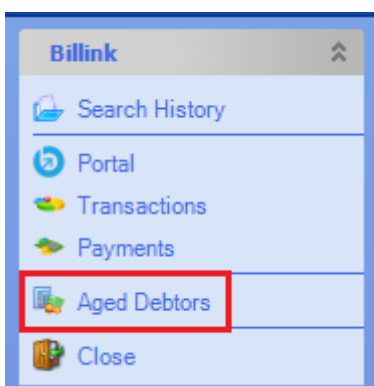 Billink
Search History
Portal
Transactions
Payments
Aged Debtors
Close